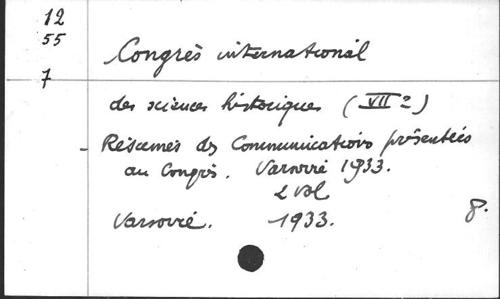 12
55
7
Congrès international
des sciences historiques (VII e)
- Résumés des Communications présentées
au Congrès. Varsovie 1933.
2 vol
Varsovie. 1933. 8.